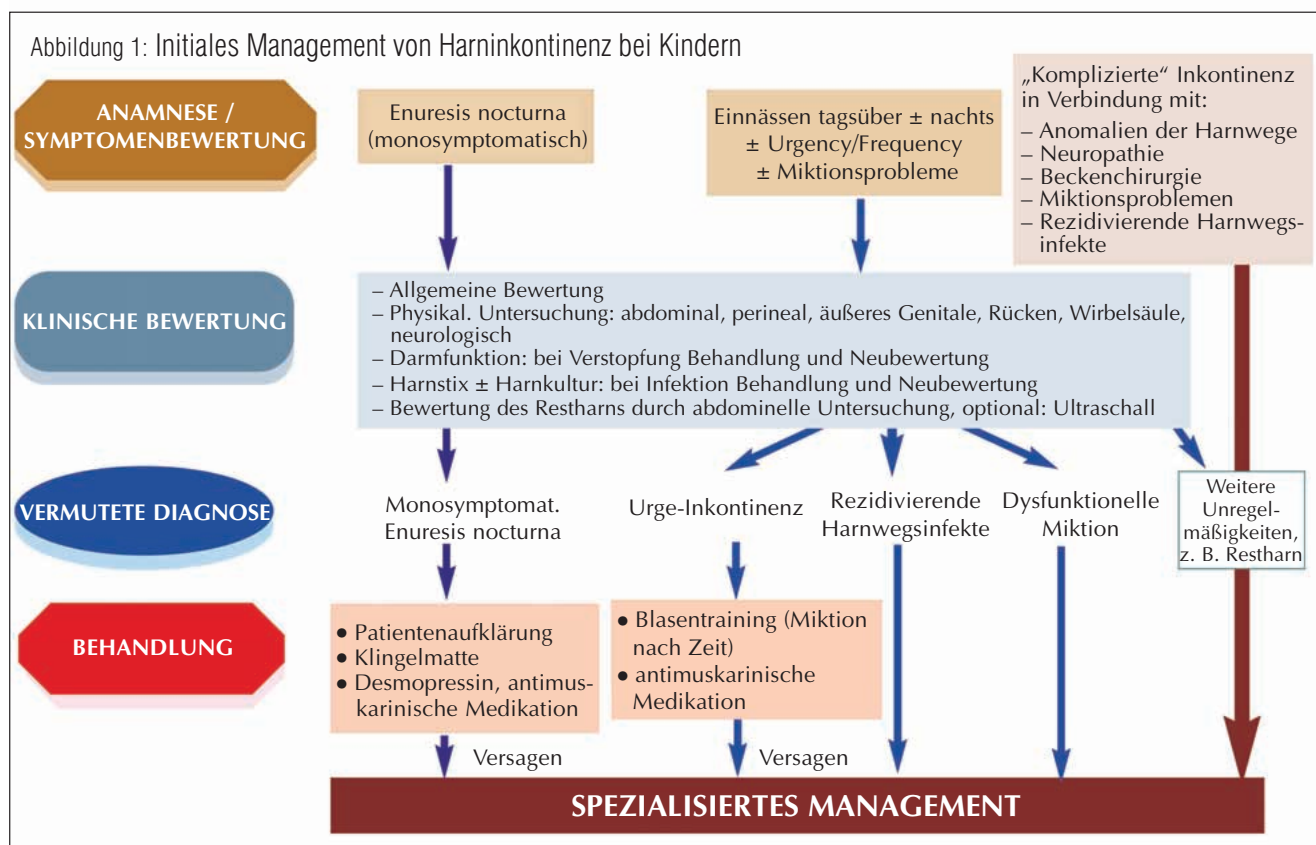 Abbildung 1: Initiales Management von Harninkontinenz bei Kindern
ANAMNESE /
SYMPTOMENBEWERTUNG
Enuresis nocturna
(monosymptomatisch)
Einnässen tagsüber ± nachts
± Urgency/Frequency
± Miktionsprobleme
„Komplizierte“ Inkontinenz
in Verbindung mit:
– Anomalien der Harnwege
– Neuropathie
– Beckenchirurgie
– Miktionsproblemen
– Rezidivierende Harnwegs-
infekte
KLINISCHE BEWERTUNG
– Allgemeine Bewertung
– Physikal. Untersuchung: abdominal, perineal, äußeres Genitale, Rücken, Wirbelsäule,
neurologisch
– Darmfunktion: bei Verstopfung Behandlung und Neubewertung
– Harnstix ± Harnkultur: bei Infektion Behandlung und Neubewertung
– Bewertung des Restharns durch abdominelle Untersuchung, optional: Ultraschall
VERMUTETE DIAGNOSE
Monosymptomat.
Enuresis nocturna
Urge-Inkontinenz
Rezidivierende
Harnwegsinfekte
Dysfunktionelle
Miktion
Weitere
Unregel-
mäßigkeiten,
z. B. Restharn
BEHANDLUNG
● Patientenaufklärung
● Klingelmatte
● Desmopressin, antimus-
karinische Medikation
● Blasentraining (Miktion
nach Zeit)
● antimuskarinische
Medikation
Versagen
Versagen
SPEZIALISIERTES MANAGEMENT